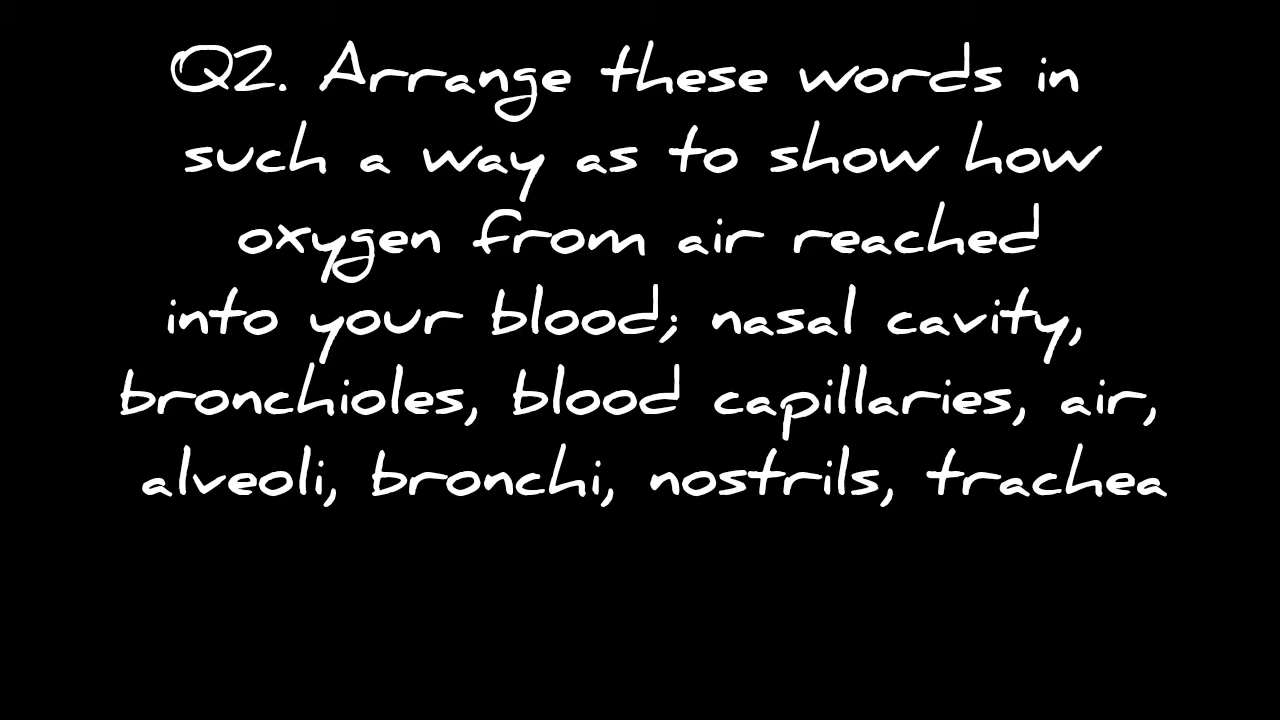 Q2. Arrange these words in
such a way as to show how
oxygen from air reached
into your blood; nasal cavity,
bronchioles, blood capillaries, air,
alveoli, bronchi, nostrils, trachea